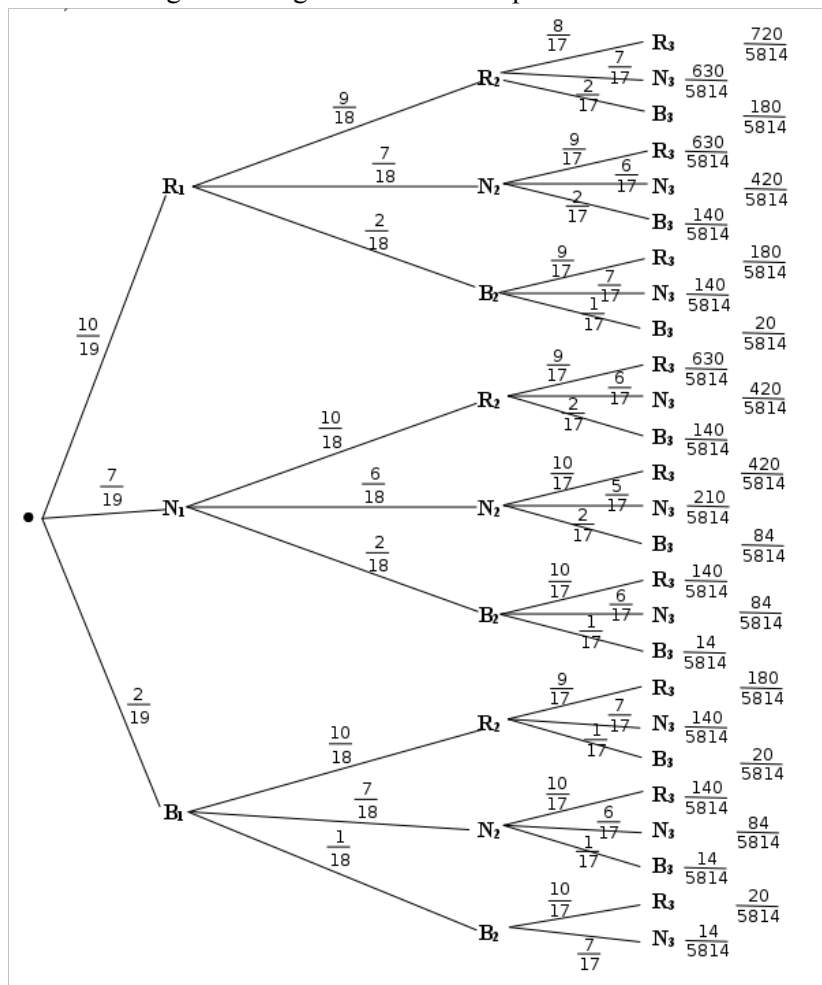 8/17 R₃ 720/5814
R₂ 7/17 N₃ 630/5814
2/17 B₃ 180/5814
9/18
9/17 R₃ 630/5814
R₁ 7/18 N₂ 6/17 N₃ 420/5814
2/17 B₃ 140/5814
2/18
9/17 R₃ 180/5814
B₂ 7/17 N₃ 140/5814
1/17 B₃ 20/5814
10/19
9/17 R₃ 630/5814
R₂ 6/17 N₃ 420/5814
2/17 B₃ 140/5814
10/18
10/17 R₃ 420/5814
7/19 N₁ 6/18 N₂ 5/17 N₃ 210/5814
2/17 B₃ 84/5814
2/18
10/17 R₃ 140/5814
B₂ 6/17 N₃ 84/5814
1/17 B₃ 14/5814
2/19
9/17 R₃ 180/5814
R₂ 7/17 N₃ 140/5814
1/17 B₃ 20/5814
10/18
10/17 R₃ 140/5814
B₁ 7/18 N₂ 6/17 N₃ 84/5814
1/17 B₃ 14/5814
1/18
10/17 R₃ 20/5814
B₂ 7/17 N₃ 14/5814